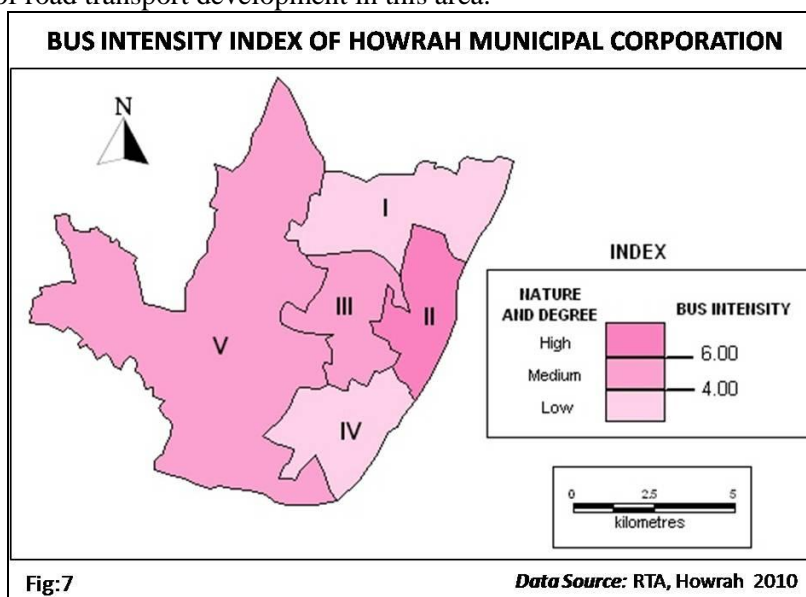 of road transport development in this area.
BUS INTENSITY INDEX OF HOWRAH MUNICIPAL CORPORATION
N
I
II
III
IV
V
INDEX
NATURE
AND DEGREE
BUS INTENSITY
High
6.00
Medium
4.00
Low
0 2.5 5
kilometres
Fig:7
Data Source: RTA, Howrah 2010